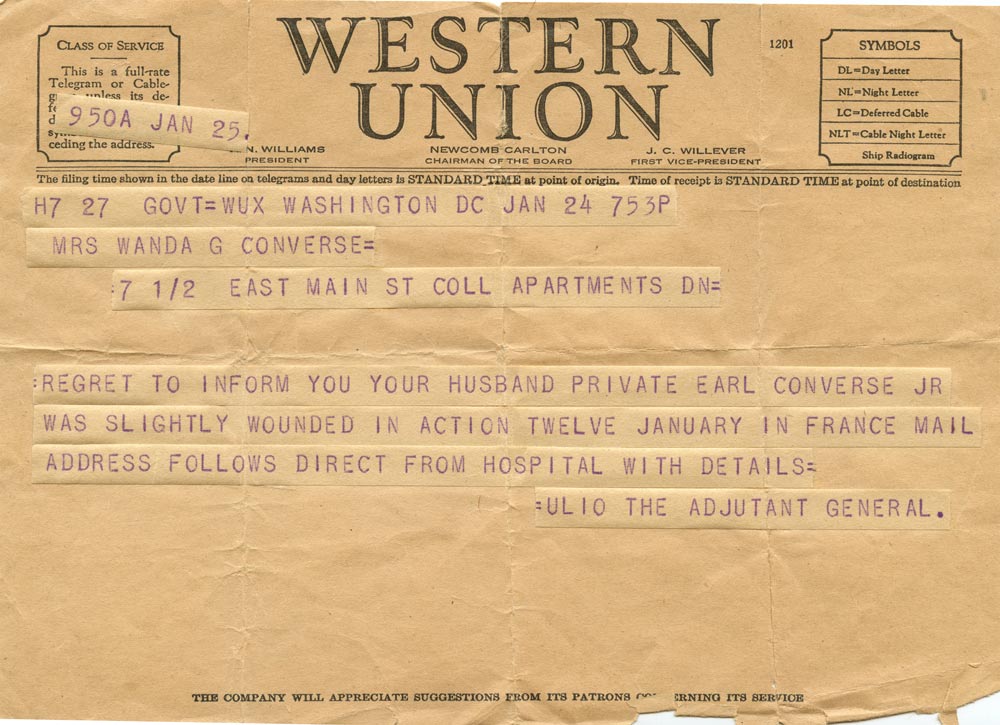 CLASS OF SERVICE
This is a full-rate
Telegram or Cable-
unless its de-
950A JAN 25.
ceding the address.
WESTERN
UNION
1201
SYMBOLS
DL=Day Letter
NL=Night Letter
LC=Deferred Cable
NLT=Cable Night Letter
Ship Radiogram
N. WILLIAMS
PRESIDENT
NEWCOMB CARLTON
CHAIRMAN OF THE BOARD
J. C. WILLEVER
FIRST VICE-PRESIDENT
The filing time shown in the date line on telegrams and day letters is STANDARD TIME at point of origin. Time of receipt is STANDARD TIME at point of destination
H7 27 GOVT=WUX WASHINGTON DC JAN 24 753P
MRS WANDA G CONVERSE=
:7 1/2 EAST MAIN ST COLL APARTMENTS DN=
:REGRET TO INFORM YOU YOUR HUSBAND PRIVATE EARL CONVERSE JR
WAS SLIGHTLY WOUNDED IN ACTION TWELVE JANUARY IN FRANCE MAIL
ADDRESS FOLLOWS DIRECT FROM HOSPITAL WITH DETAILS=
=ULIO THE ADJUTANT GENERAL.
THE COMPANY WILL APPRECIATE SUGGESTIONS FROM ITS PATRONS ERNING ITS SERVICE